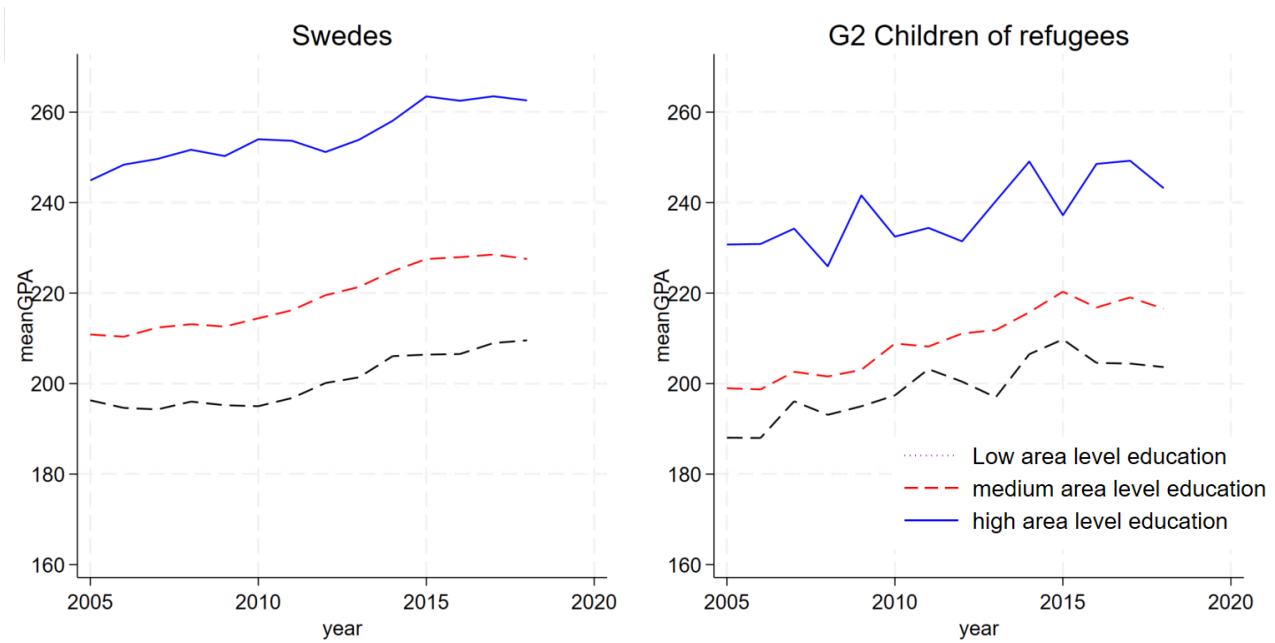 Swedes
260
240
220
200
180
160
meanGPA
2005 2010 2015 2020
year
G2 Children of refugees
260
240
220
200
180
160
meanGPA
Low area level education
medium area level education
high area level education
2005 2010 2015 2020
year